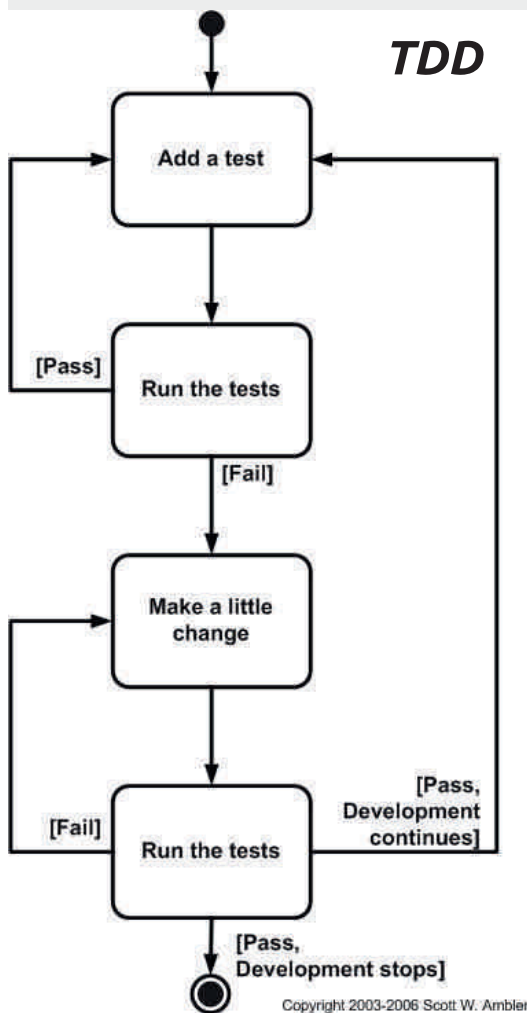 TDD
Add a test
[Pass]
Run the tests
[Fail]
Make a little
change
[Pass,
Development
continues]
[Fail]
Run the tests
[Pass,
Development stops]
Copyright 2003-2006 Scott W. Ambler